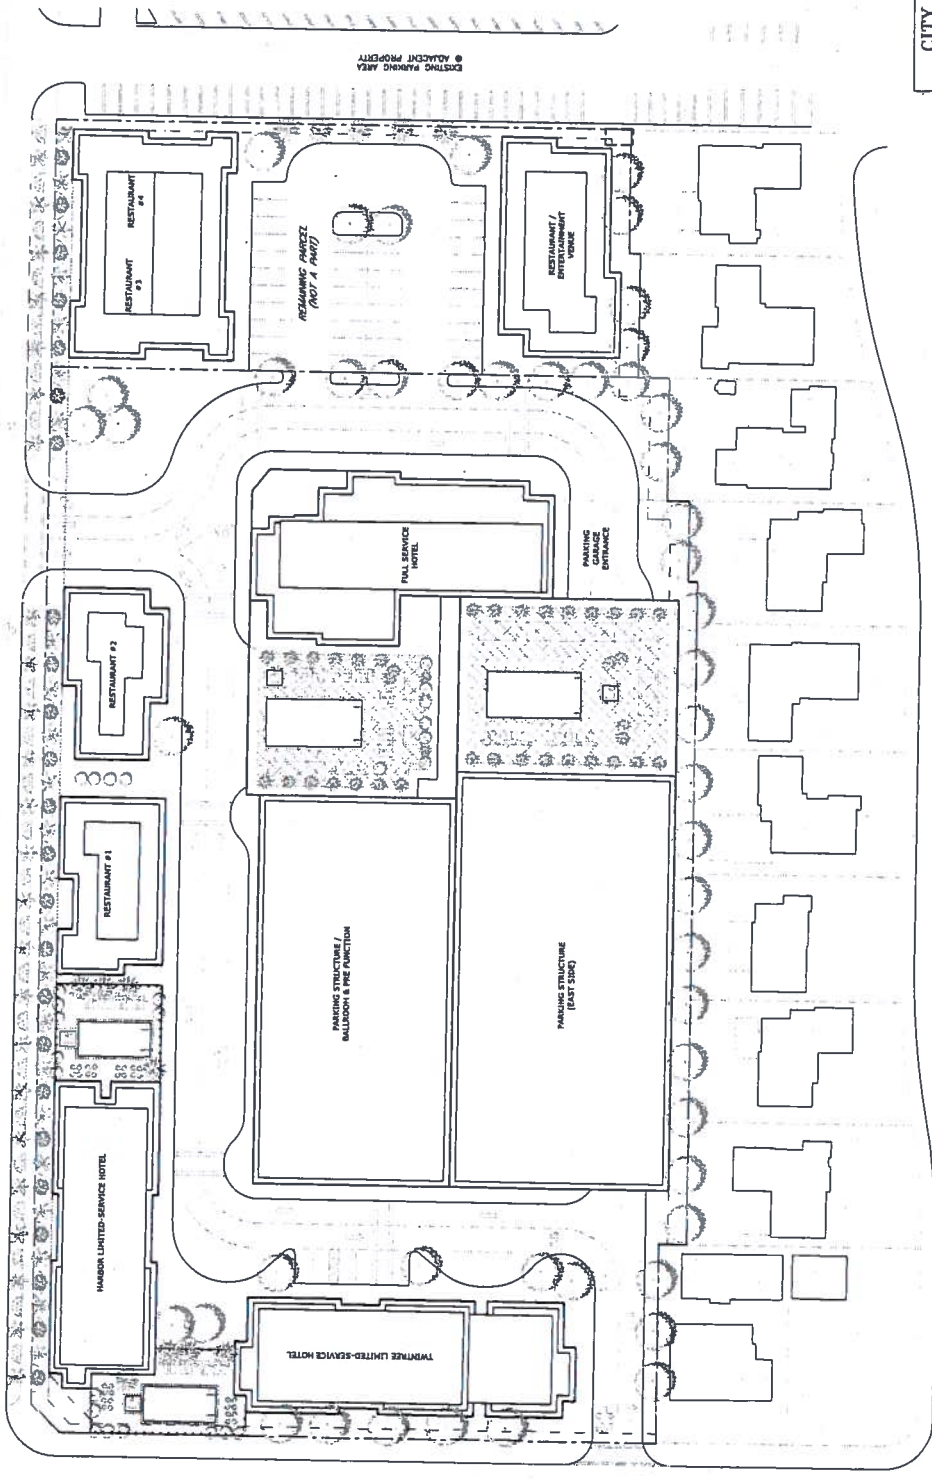 CITY
EXISTING PARKING AREA
@ ADJACENT PROPERTY
RESTAURANT
#3
RESTAURANT
#4
REMAINING PARCEL
(NOT A PART)
RESTAURANT /
ENTERTAINMENT
VENUE
FULL SERVICE
HOTEL
PARKING
GARAGE
ENTRANCE
RESTAURANT #2
RESTAURANT #1
PARKING STRUCTURE /
BALLROOM & PRE FUNCTION
PARKING STRUCTURE
(EAST SIDE)
HARBOR LIMITED-SERVICE HOTEL
TWINTREE LIMITED-SERVICE HOTEL